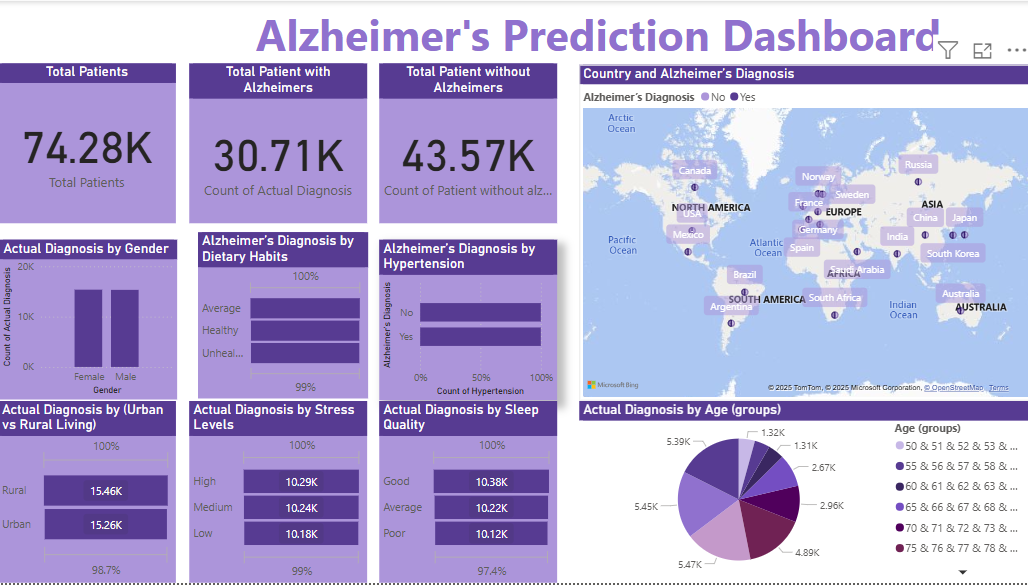 Alzheimer's Prediction Dashboard
Total Patients
74.28K
Total Patients
Total Patient with
Alzheimers
30.71K
Count of Actual Diagnosis
Total Patient without
Alzheimers
43.57K
Count of Patient without alz...
Country and Alzheimer's Diagnosis
Alzheimer's Diagnosis No Yes
Arctic
Ocean
Canada
NORTH AMERICA
USA
Mexico
Pacific
Ocean
Atlantic
Ocean
Brazil
SOUTH AMERICA
Argentina
Norway
Sweden
France
EUROPE
Germany
Spain
Russia
ASIA
China
Japan
India
South Korea
Saudi Arabia
AFRICA
South Africa
Indian
Ocean
Australia
AUSTRALIA
Microsoft Bing
© 2025 TomTom, © 2025 Microsoft Corporation, © OpenStreetMap Terms
Actual Diagnosis by Gender
Count of Actual Diagnosis
20K
10K
0K
Female Male
Gender
Alzheimer's Diagnosis by
Dietary Habits
100%
Average
Healthy
Unheal...
99%
Alzheimer's Diagnosis by
Hypertension
Alzheimer's Diagnosis
No
Yes
0% 50% 100%
Count of Hypertension
Actual Diagnosis by (Urban
vs Rural Living)
100%
Rural 15.46K
Urban 15.26K
98.7%
Actual Diagnosis by Stress
Levels
100%
High 10.29K
Medium 10.24K
Low 10.18K
99%
Actual Diagnosis by Sleep
Quality
100%
Good 10.38K
Average 10.22K
Poor 10.12K
97.4%
Actual Diagnosis by Age (groups)
1.32K
1.31K
2.67K
2.96K
4.89K
5.47K
5.45K
5.39K
Age (groups)
50 & 51 & 52 & 53 & ...
55 & 56 & 57 & 58 & ...
60 & 61 & 62 & 63 & ...
65 & 66 & 67 & 68 & ...
70 & 71 & 72 & 73 & ...
75 & 76 & 77 & 78 & ...